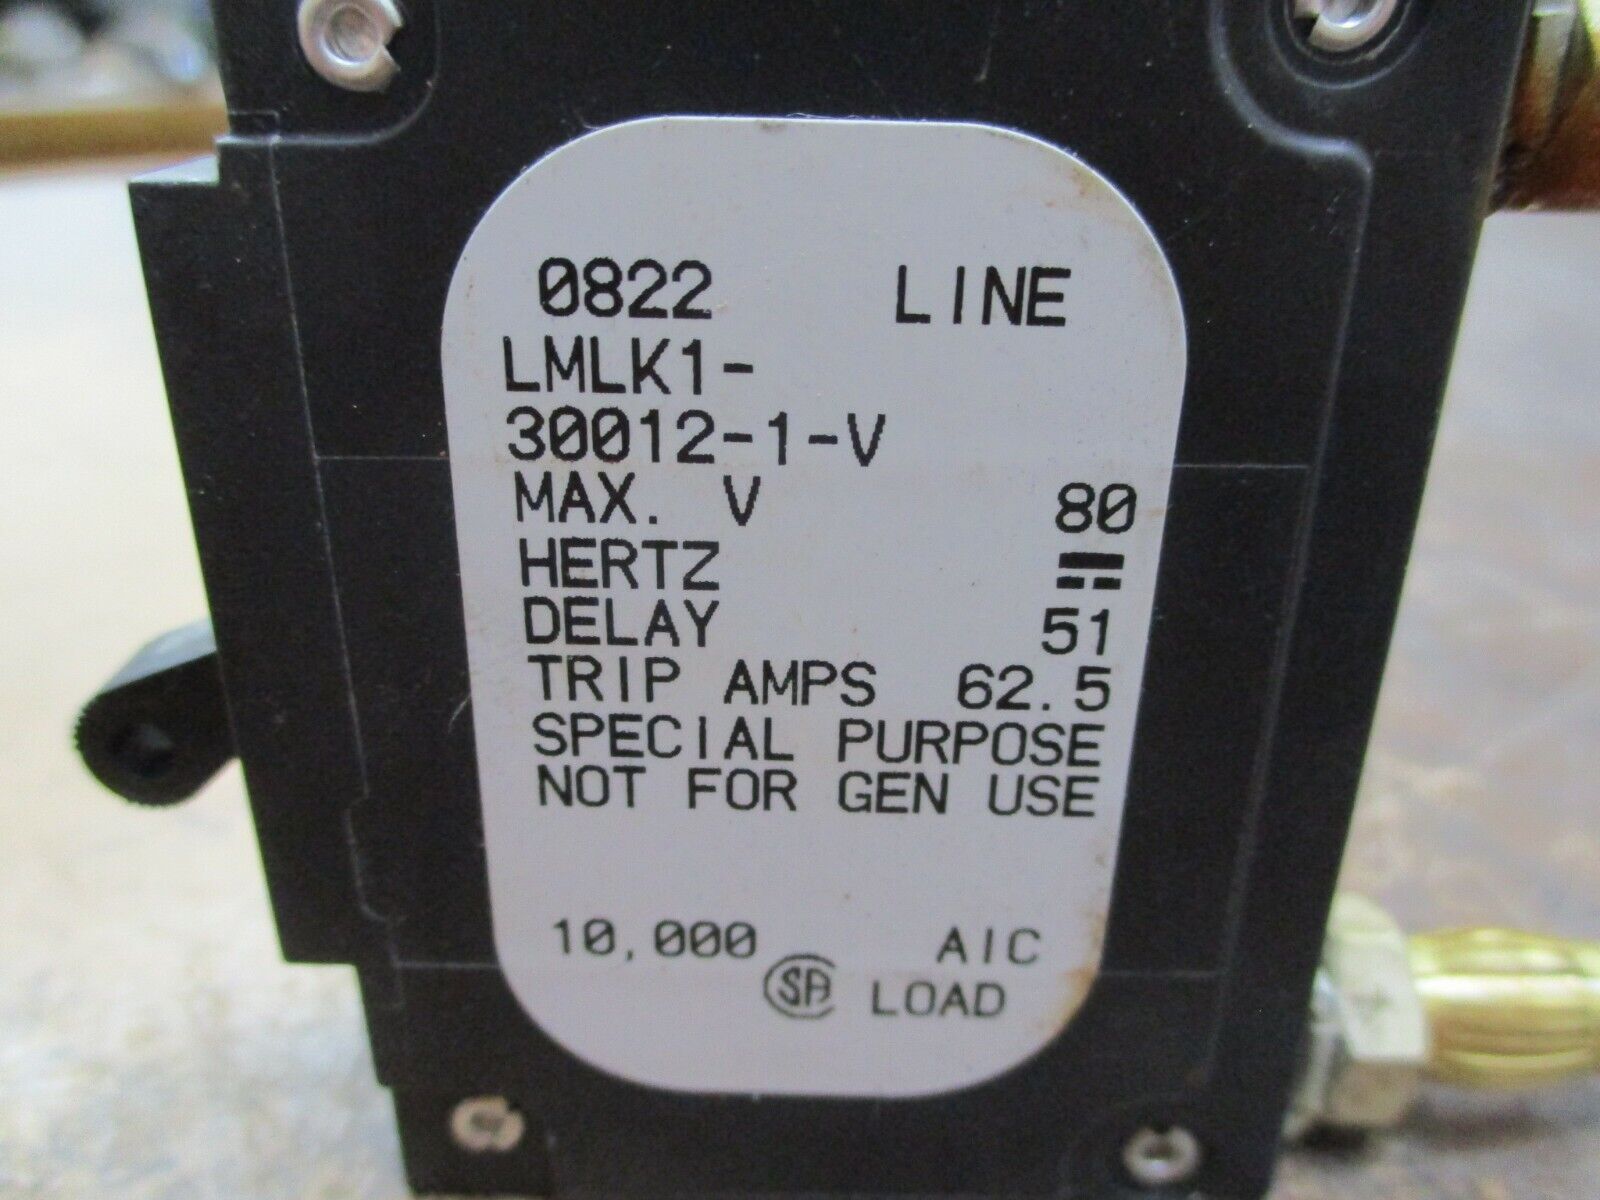 0822 LINE
LMLK1-
30012-1-V
MAX. V 80
HERTZ
DELAY 51
TRIP AMPS 62.5
SPECIAL PURPOSE
NOT FOR GEN USE
10,000 AIC
SA LOAD